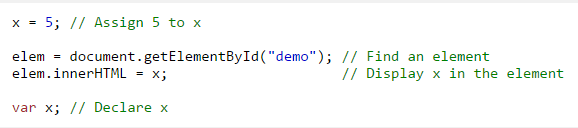 x = 5; // Assign 5 to x
elem = document.getElementById("demo"); // Find an element
elem.innerHTML = x;                     // Display x in the element
var x; // Declare x